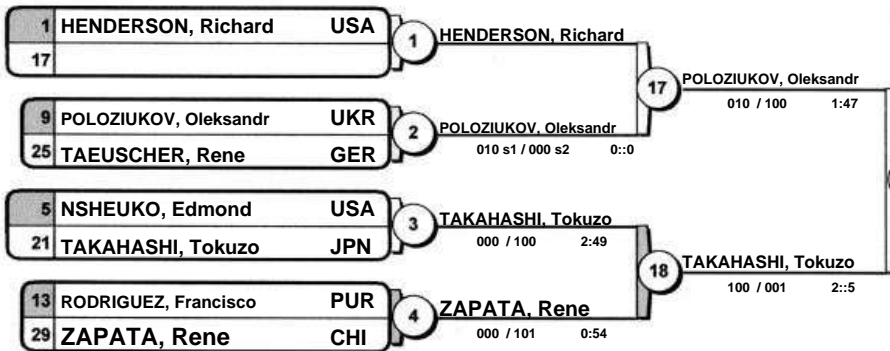 1 HENDERSON, Richard USA
17
1 HENDERSON, Richard
9 POLOZIUKOV, Oleksandr UKR
25 TAEUSCHER, Rene GER
2 POLOZIUKOV, Oleksandr
010 s1 / 000 s2 0::0
17 POLOZIUKOV, Oleksandr
010 / 100 1:47
5 NSHEUKO, Edmond USA
21 TAKAHASHI, Tokuzo JPN
3 TAKAHASHI, Tokuzo
000 / 100 2:49
13 RODRIGUEZ, Francisco PUR
29 ZAPATA, Rene CHI
4 ZAPATA, Rene
000 / 101 0:54
18 TAKAHASHI, Tokuzo
100 / 001 2::5